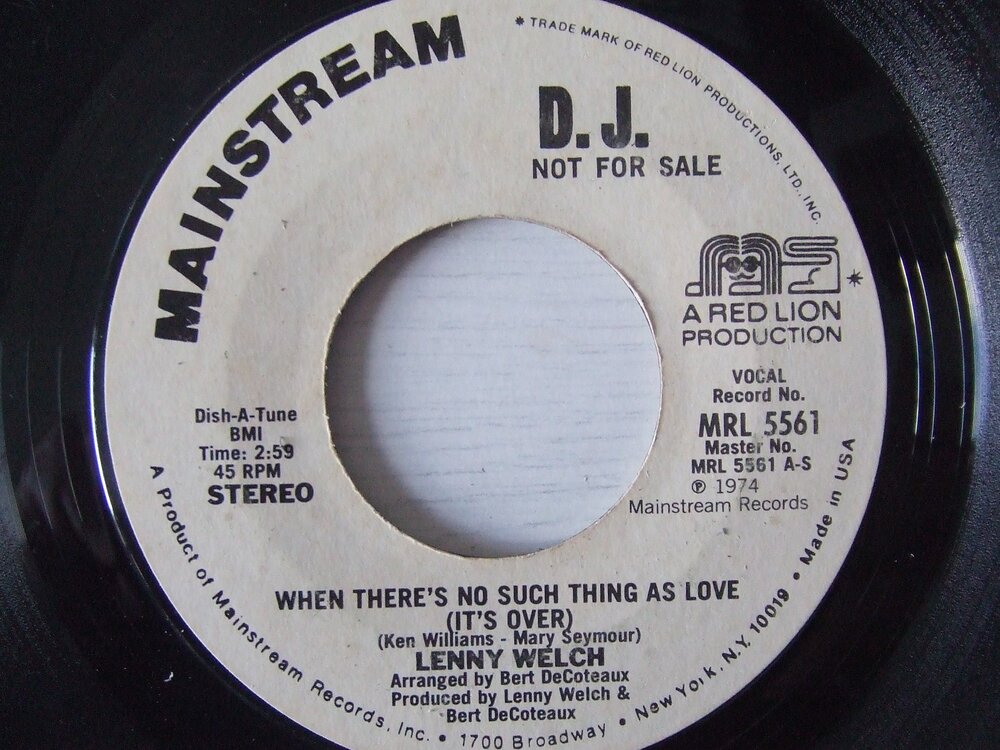 MAINSTREAM
* TRADE MARK OF RED LION PRODUCTIONS, LTD., INC.
D.J.
NOT FOR SALE
MS *
A RED LION
PRODUCTION
VOCAL
Record No.
MRL 5561
Master No.
MRL 5561 A-S
℗ 1974
Mainstream Records
Dish-A-Tune
BMI
Time: 2:59
45 RPM
STEREO
WHEN THERE'S NO SUCH THING AS LOVE
(IT'S OVER)
(Ken Williams - Mary Seymour)
LENNY WELCH
Arranged by Bert DeCoteaux
Produced by Lenny Welch &
Bert DeCoteaux
A Product of Mainstream Records, Inc. • 1700 Broadway • New York, N.Y. 10019 • Made in USA